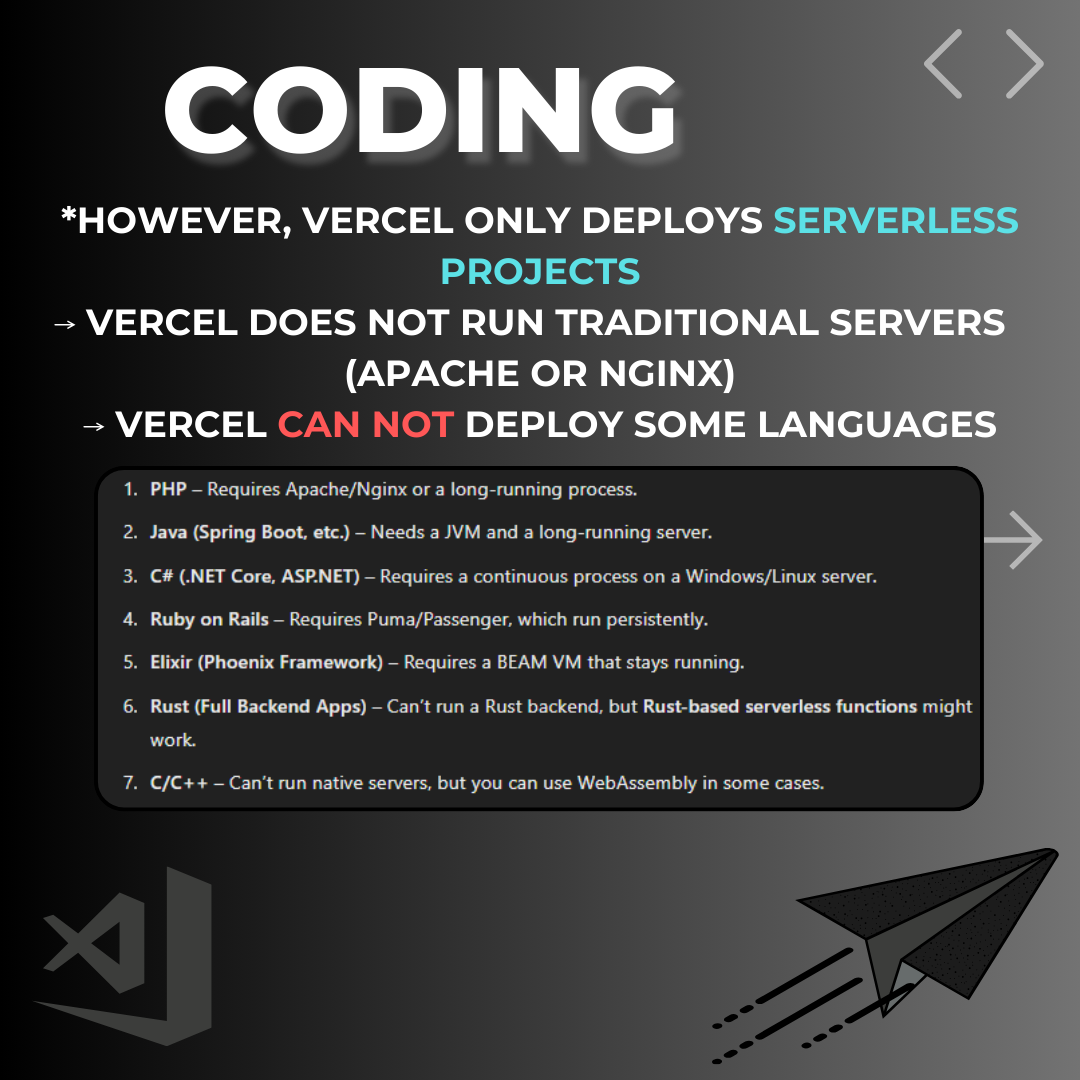 CODING
*HOWEVER, VERCEL ONLY DEPLOYS SERVERLESS
PROJECTS
→ VERCEL DOES NOT RUN TRADITIONAL SERVERS
(APACHE OR NGINX)
→ VERCEL CAN NOT DEPLOY SOME LANGUAGES
1. PHP – Requires Apache/Nginx or a long-running process.
2. Java (Spring Boot, etc.) – Needs a JVM and a long-running server.
3. C# (.NET Core, ASP.NET) – Requires a continuous process on a Windows/Linux server.
4. Ruby on Rails – Requires Puma/Passenger, which run persistently.
5. Elixir (Phoenix Framework) – Requires a BEAM VM that stays running.
6. Rust (Full Backend Apps) – Can’t run a Rust backend, but Rust-based serverless functions might
work.
7. C/C++ – Can’t run native servers, but you can use WebAssembly in some cases.